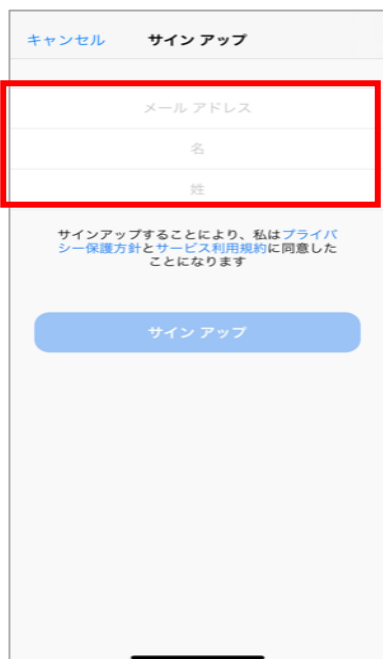 キャンセル サイン アップ
メール アドレス
名
姓
サインアップすることにより、私はプライバ
シー保護方針とサービス利用規約に同意した
ことになります
サイン アップ